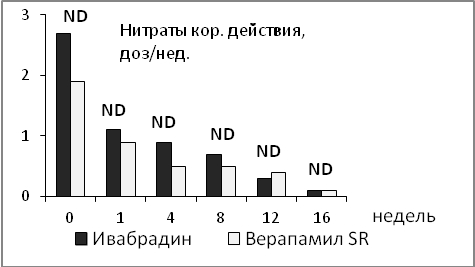 3
ND
Нитраты кор. действия,
доз/нед.
2
ND
ND
1
ND
ND
ND
0
0 1 4 8 12 16 недель
Ивабрадин Верапамил SR